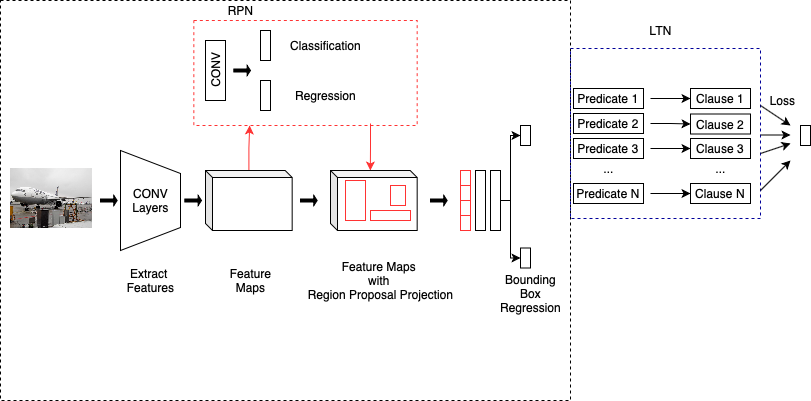 RPN
CONV
Classification
Regression
LTN
Predicate 1
Clause 1
Loss
Predicate 2
Clause 2
Predicate 3
Clause 3
...
...
Predicate N
Clause N
CONV
Layers
Extract
Features
Feature
Maps
Feature Maps
with
Region Proposal Projection
Bounding
Box
Regression